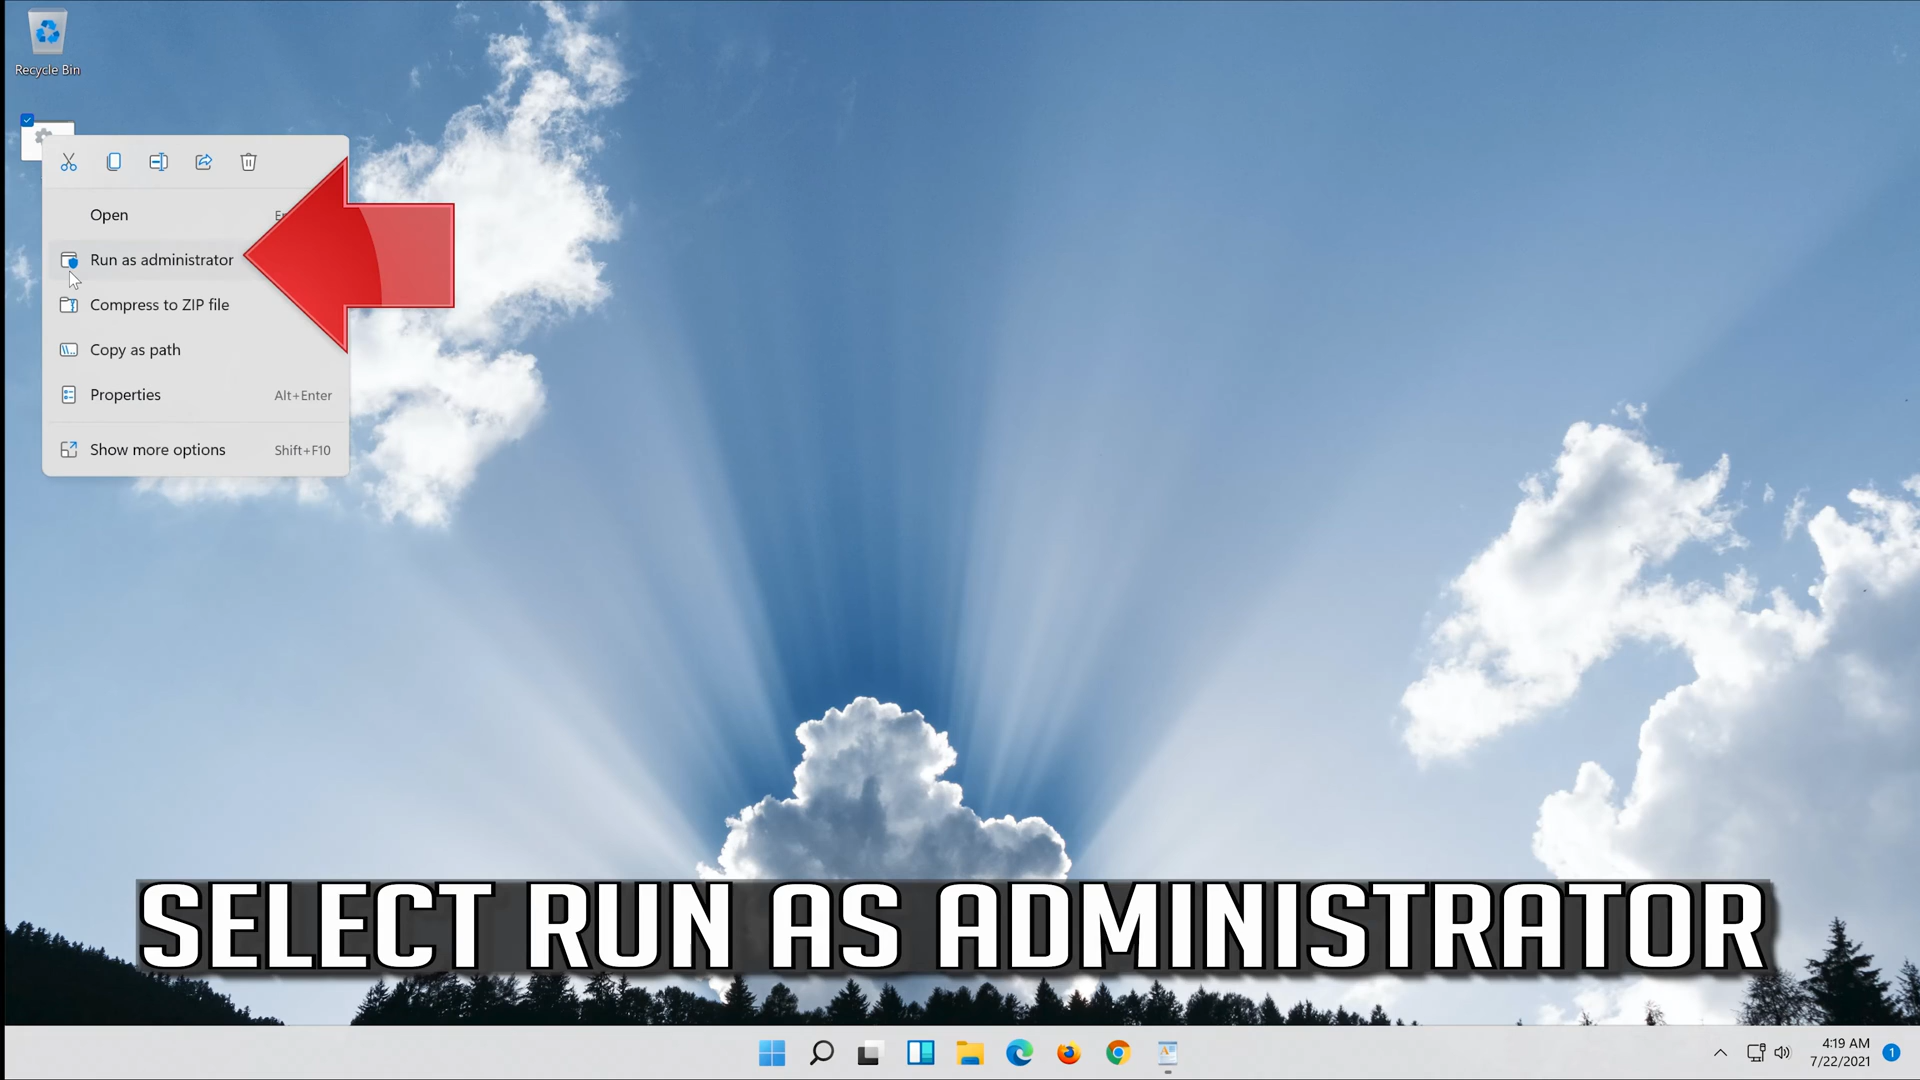 Recycle Bin
Open
Run as administrator
Compress to ZIP file
Copy as path
Properties Alt+Enter
Show more options Shift+F10
SELECT RUN AS ADMINISTRATOR
4:19 AM
7/22/2021
1